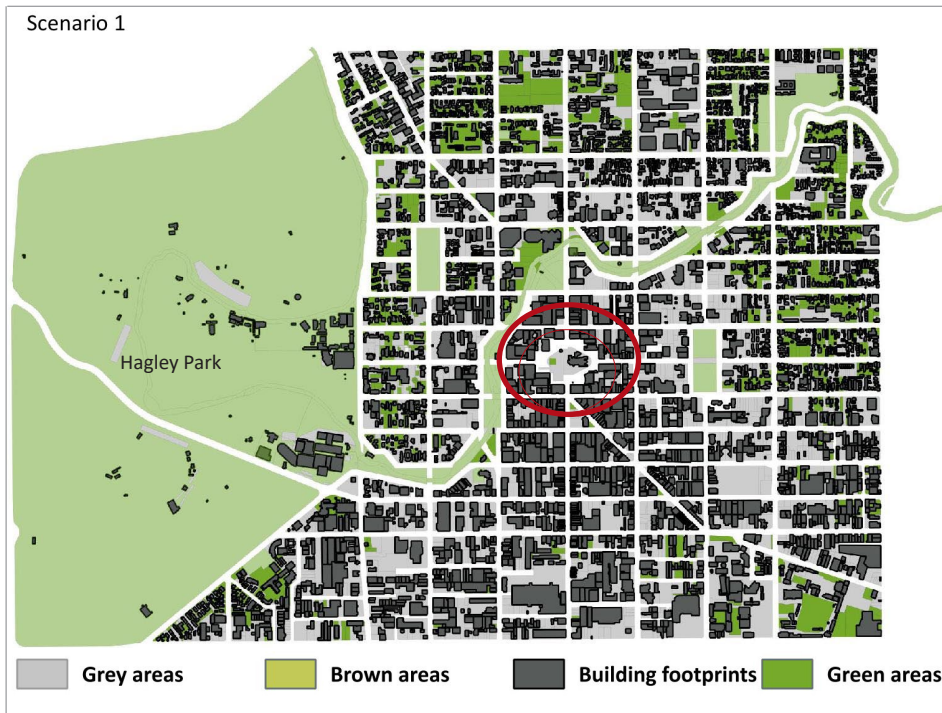 Scenario 1
Hagley Park
Grey areas
Brown areas
Building footprints
Green areas